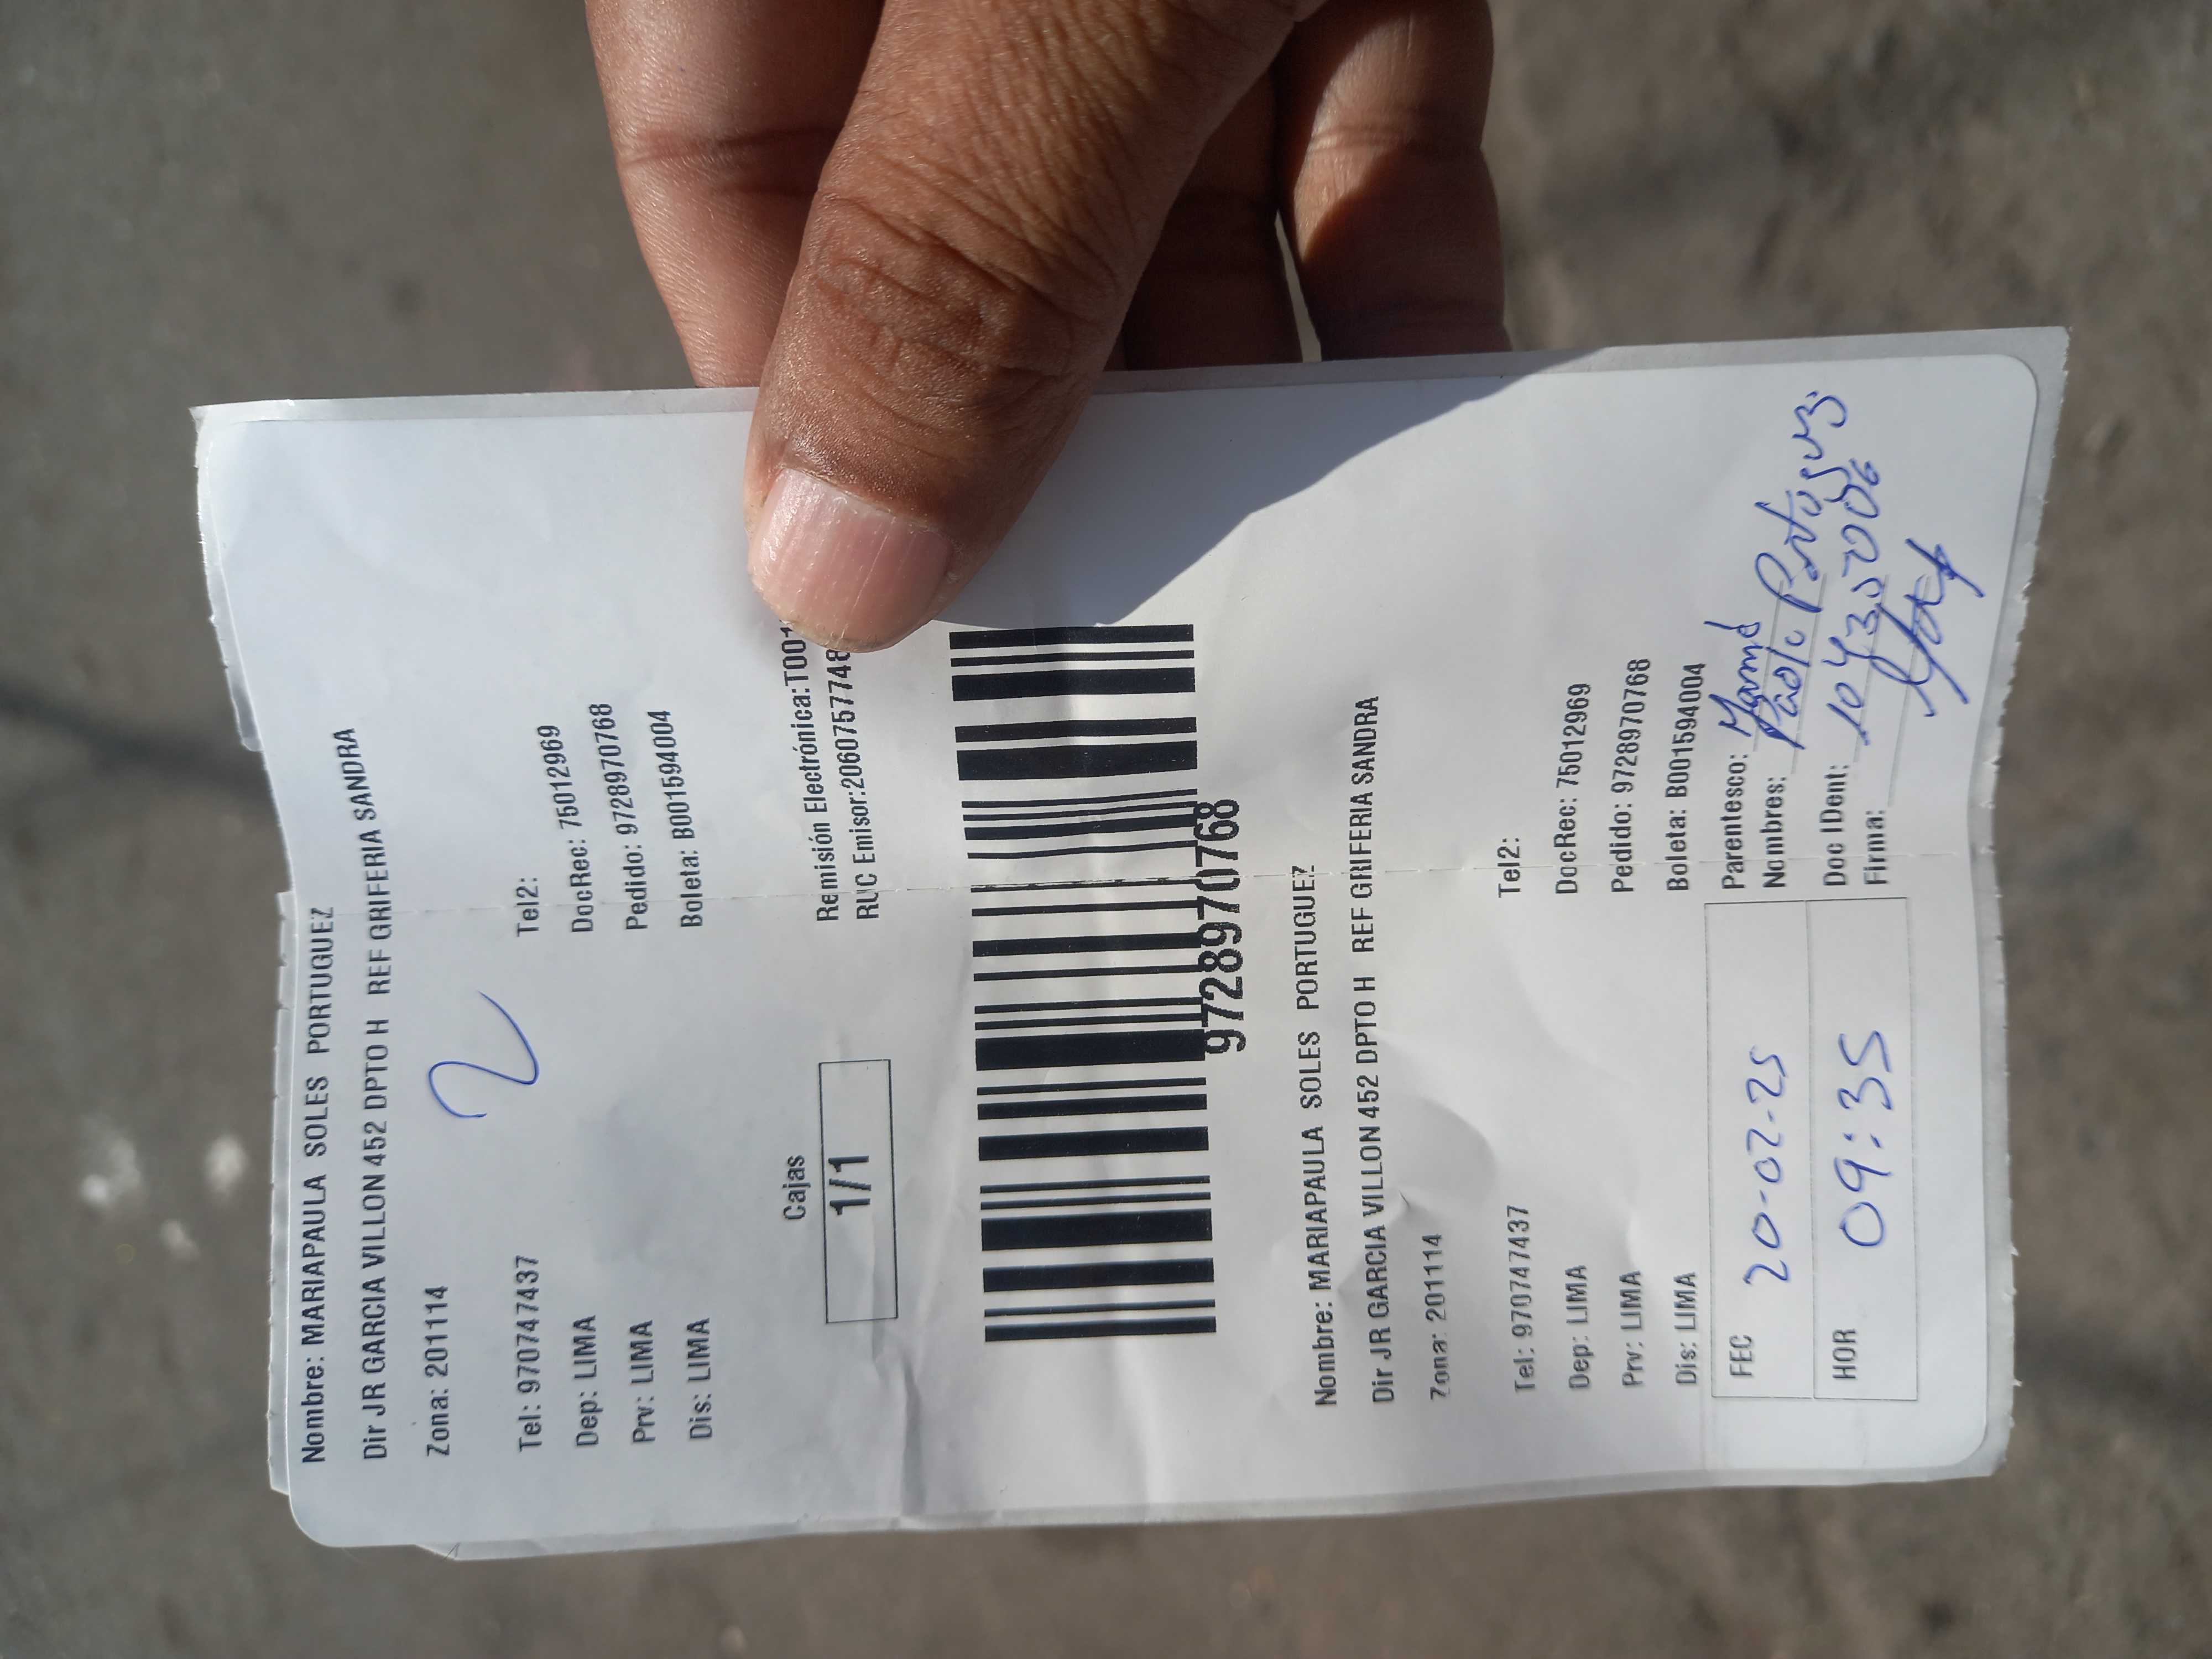 Nombre: MARIAPAULA SOLES PORTUGUEZ
Dir JR GARCIA VILLON 452 DPTO H REF GRIFERIA SANDRA
Zona: 201114
2
Tel: 970747437 Tel2:
Dep: LIMA DocRec: 75012969
Prv: LIMA Pedido: 9728970768
Dis: LIMA Boleta: B001594004
Cajas
1/1
Remisión Electrónica:T001
RUC Emisor:2060757748
9728970768
Nombre: MARIAPAULA SOLES PORTUGUEZ
Dir JR GARCIA VILLON 452 DPTO H REF GRIFERIA SANDRA
Zona: 201114
Tel: 970747437 Tel2:
Dep: LIMA DocRec: 75012969
Prv: LIMA Pedido: 9728970768
Dis: LIMA Boleta: B001594004
FEC 20-02-25
Parentesco: Mamá
Nombres:
HOR 09:35
Doc IDent:
Firma: